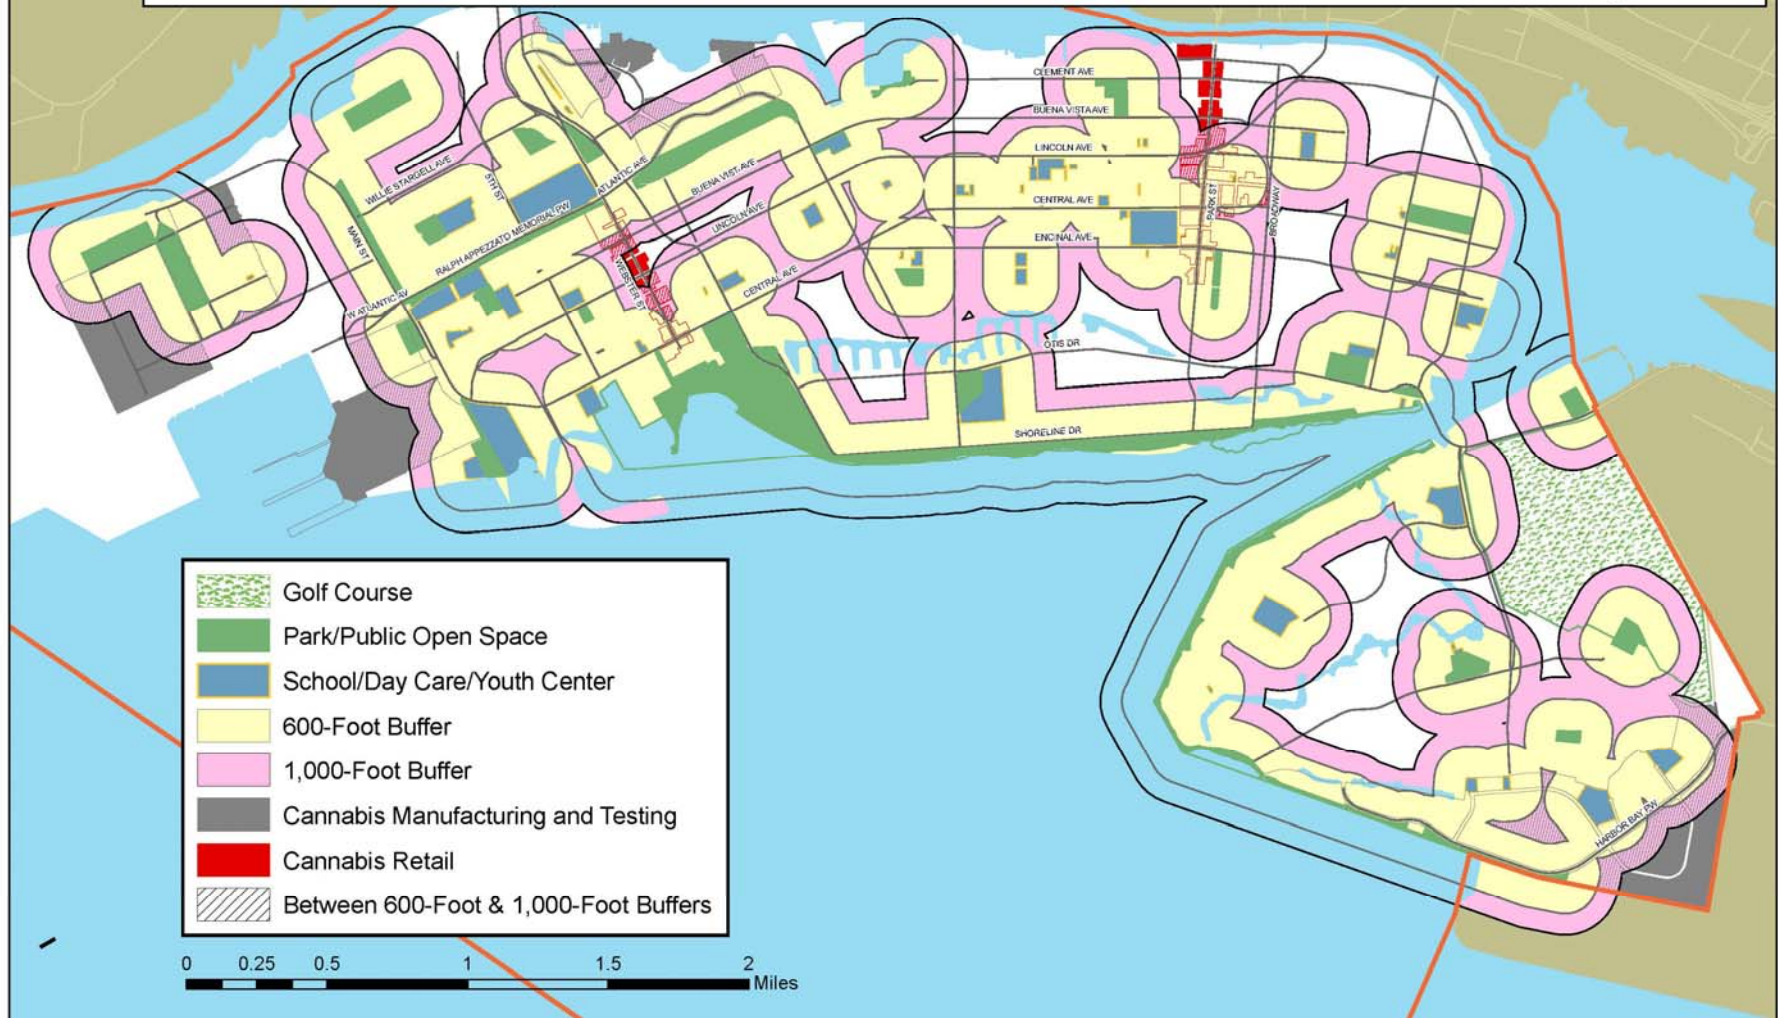 CLEMENT AVE
BUENA VISTA AVE
LINCOLN AVE
CENTRAL AVE
ENCINAL AVE
PARK ST
BROADWAY
WILLIE STARGELL AVE
5TH ST
ATLANTIC AVE
BUENA VIST AVE
MAIN ST
RALPH APPEZZATO MEMORIAL PW
LINCOLN AVE
WEBSTER ST
CENTRAL AVE
W ATLANTIC AV
OTIS DR
SHORELINE DR
HARBOR BAY PW
Golf Course
Park/Public Open Space
School/Day Care/Youth Center
600-Foot Buffer
1,000-Foot Buffer
Cannabis Manufacturing and Testing
Cannabis Retail
Between 600-Foot & 1,000-Foot Buffers
0 0.25 0.5 1 1.5 2
Miles